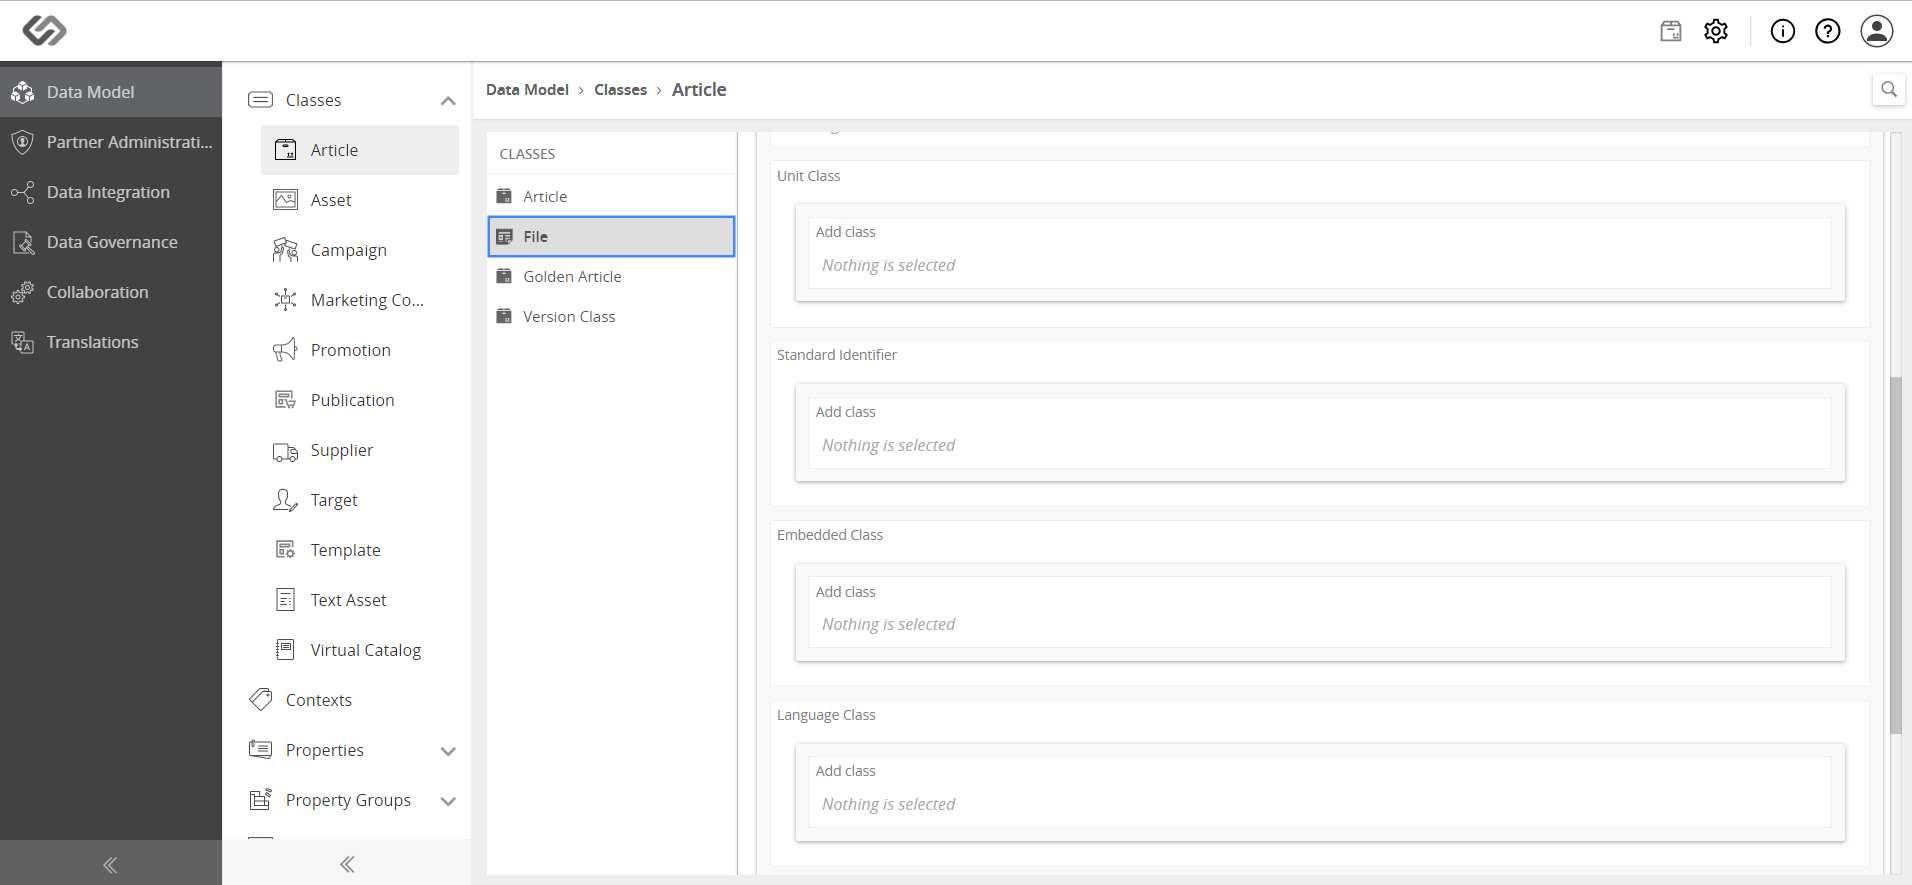 Data Model
Partner Administrati...
Data Integration
Data Governance
Collaboration
Translations
Classes
Article
Asset
Campaign
Marketing Co...
Promotion
Publication
Supplier
Target
Template
Text Asset
Virtual Catalog
Contexts
Properties
Property Groups
Data Model > Classes > Article
CLASSES
Article
File
Golden Article
Version Class
Unit Class
Add class
Nothing is selected
Standard Identifier
Add class
Nothing is selected
Embedded Class
Add class
Nothing is selected
Language Class
Add class
Nothing is selected